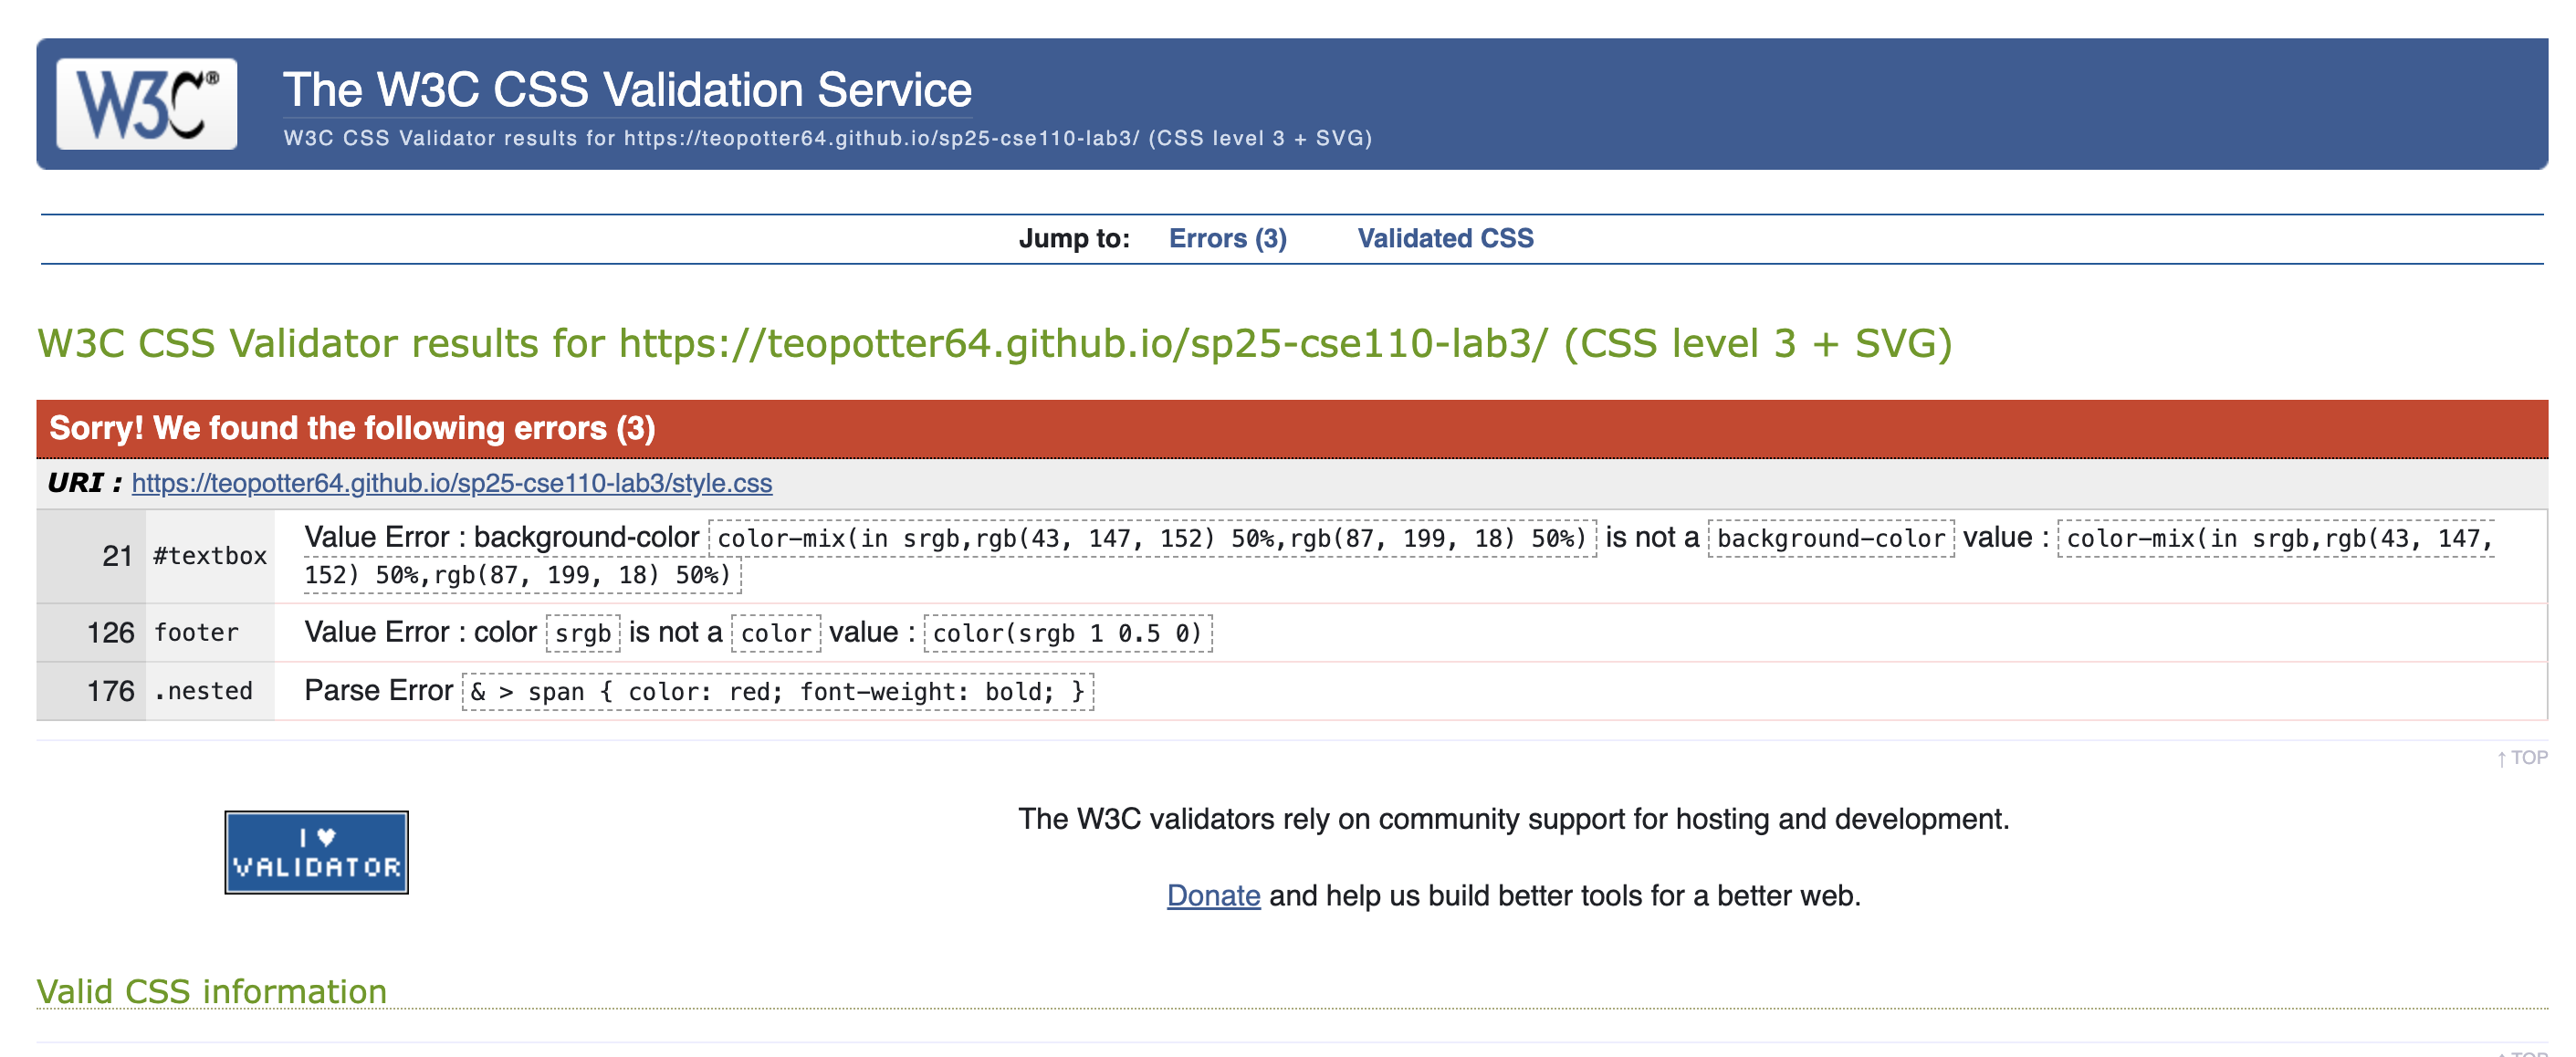 W3C®
The W3C CSS Validation Service
W3C CSS Validator results for https://teopotter64.github.io/sp25-cse110-lab3/ (CSS level 3 + SVG)
Jump to: Errors (3) Validated CSS
W3C CSS Validator results for https://teopotter64.github.io/sp25-cse110-lab3/ (CSS level 3 + SVG)
Sorry! We found the following errors (3)
URI : https://teopotter64.github.io/sp25-cse110-lab3/style.css
21 #textbox Value Error : background-color color-mix(in srgb,rgb(43, 147, 152) 50%,rgb(87, 199, 18) 50%) is not a background-color value : color-mix(in srgb,rgb(43, 147,
152) 50%,rgb(87, 199, 18) 50%)
126 footer Value Error : color srgb is not a color value : color(srgb 1 0.5 0)
176 .nested Parse Error & > span { color: red; font-weight: bold; }
↑ TOP
I ♥
VALIDATOR
The W3C validators rely on community support for hosting and development.
Donate and help us build better tools for a better web.
Valid CSS information
↑ TOP